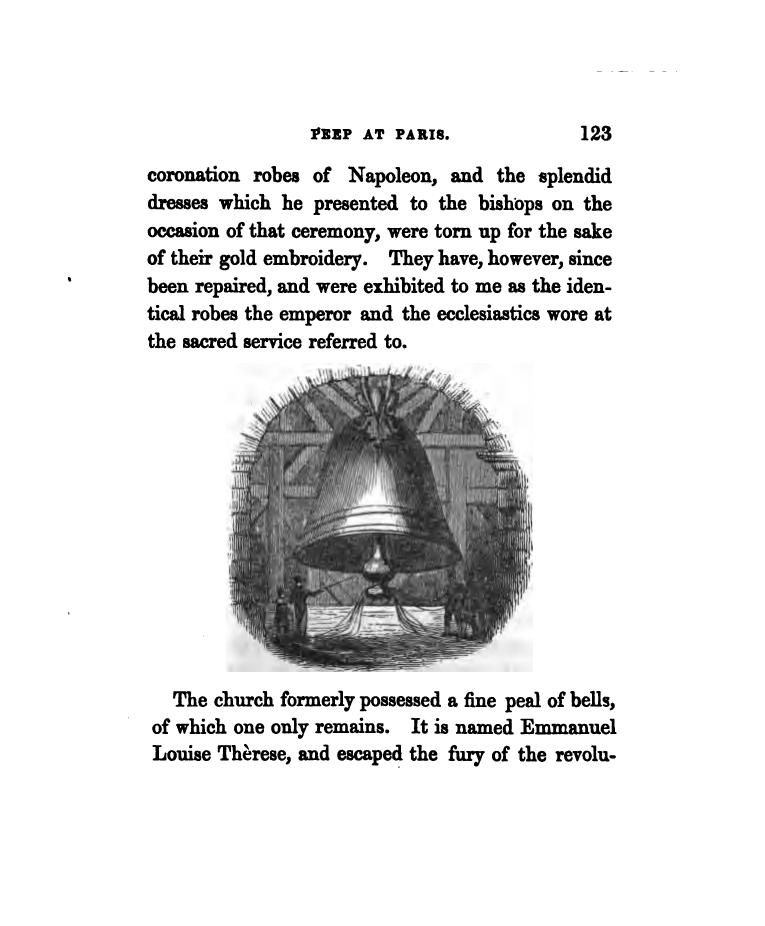 PEEP AT PARIS. 123
coronation robes of Napoleon, and the splendid
dresses which he presented to the bishops on the
occasion of that ceremony, were torn up for the sake
of their gold embroidery. They have, however, since
been repaired, and were exhibited to me as the iden-
tical robes the emperor and the ecclesiastics wore at
the sacred service referred to.
The church formerly possessed a fine peal of bells,
of which one only remains. It is named Emmanuel
Louise Thèrese, and escaped the fury of the revolu-